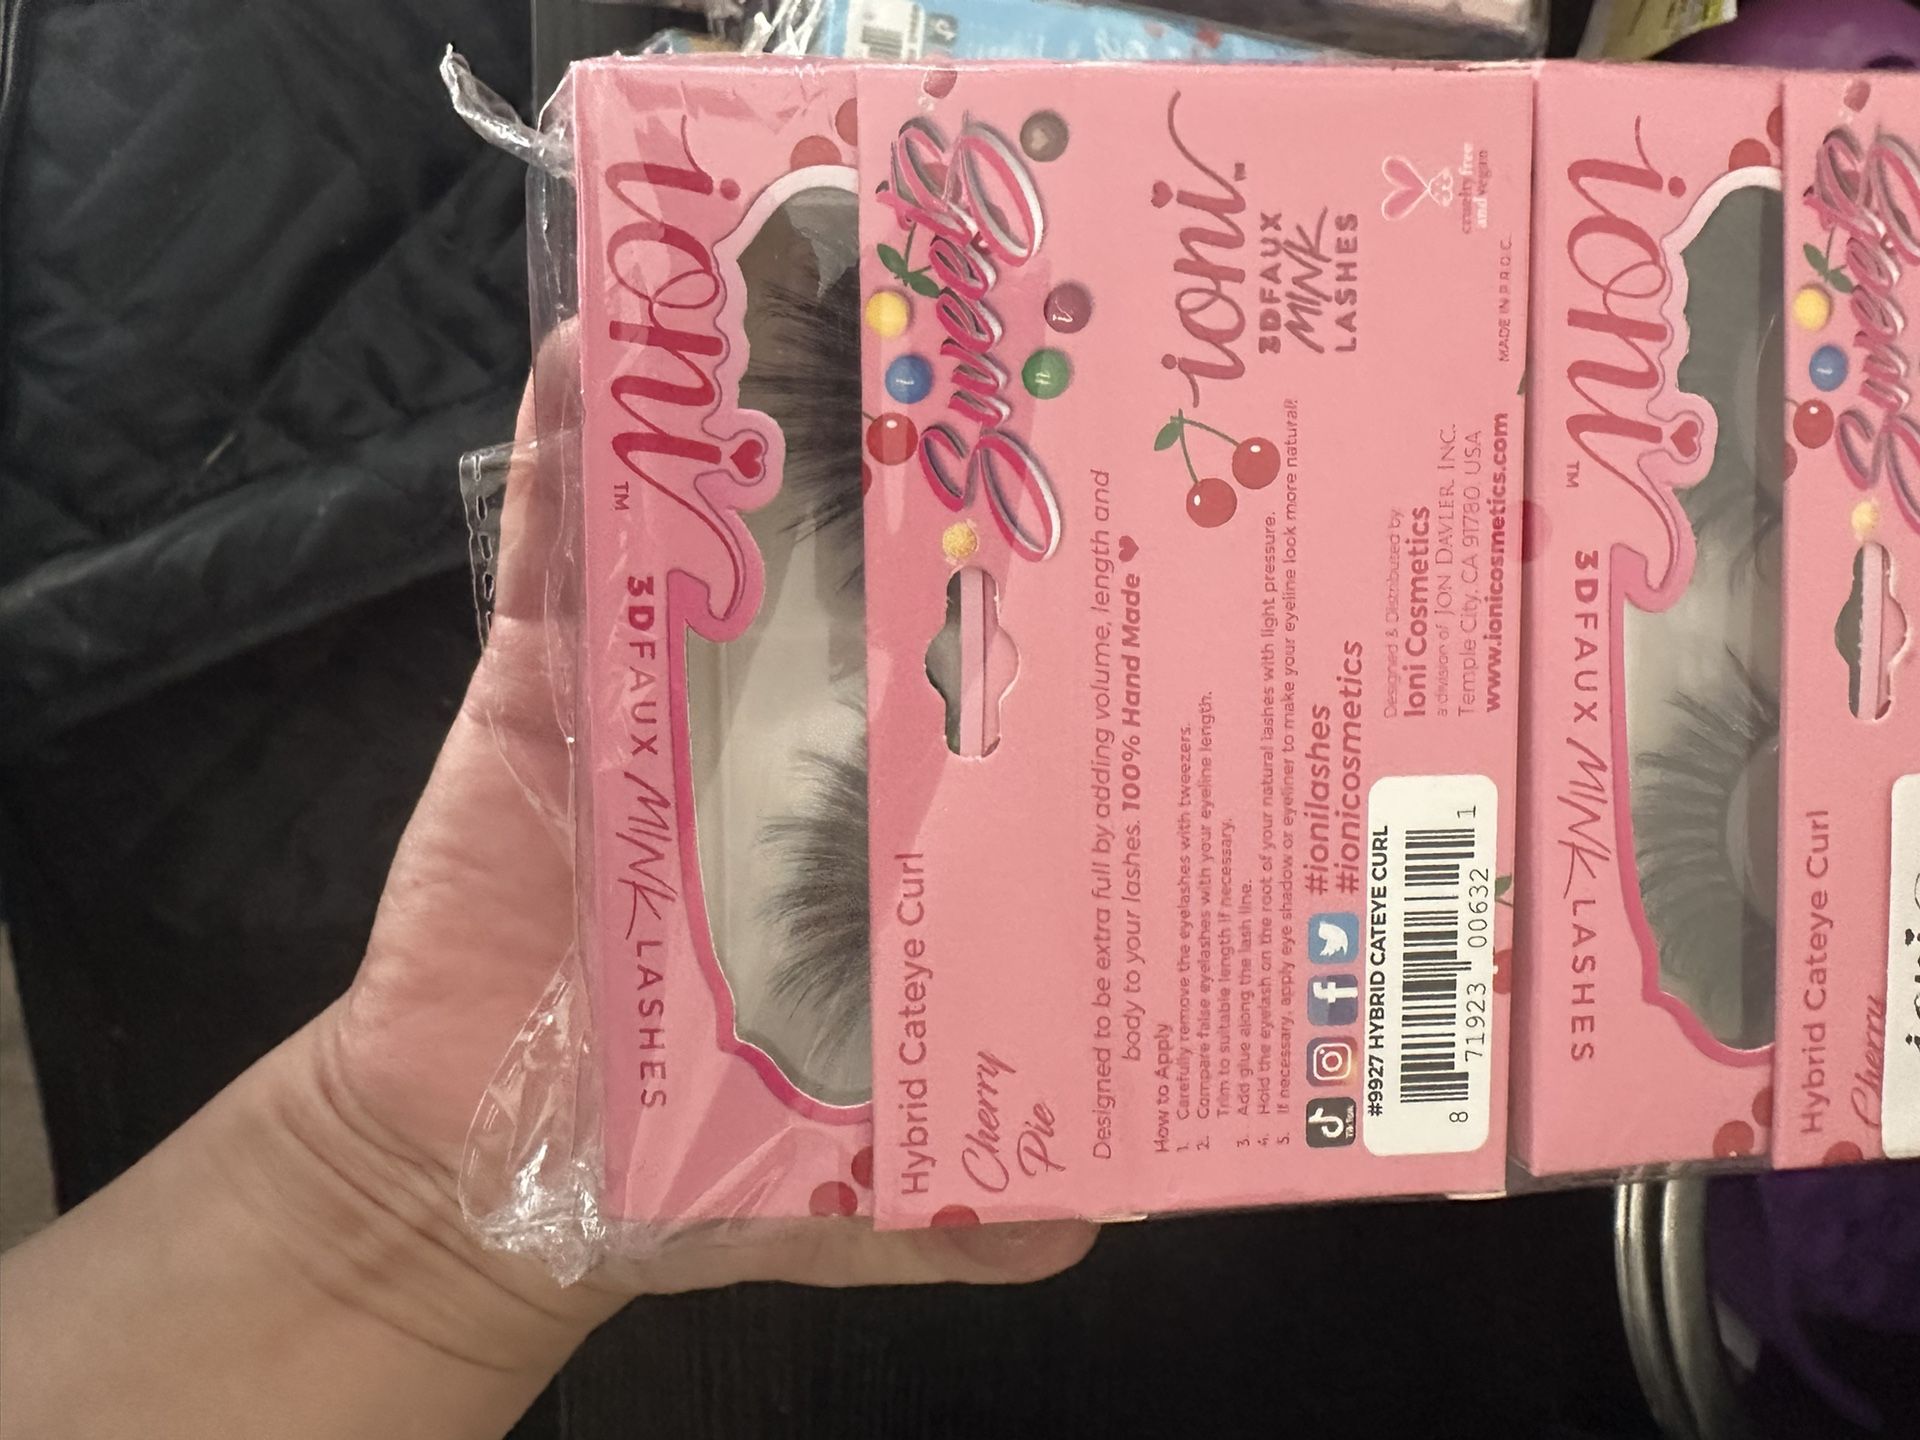 ioni™
3DFAUX MINK LASHES
Sweets
Hybrid Cateye Curl
Cherry
Pie
Designed to be extra full by adding volume, length and
body to your lashes. 100% Hand Made
How to Apply
1. Carefully remove the eyelashes with tweezers.
2. Compare false eyelashes with your eyeline length.
Trim to suitable length if necessary.
3. Add glue along the lash line.
4. Hold the eyelash on the root of your natural lashes with light pressure.
5. If necessary, apply eye shadow or eyeliner to make your eyeline look more natural!
ioni™
3DFAUX
MINK
LASHES
#ionilashes
#ionicosmetics
TikTok
#9927 HYBRID CATEYE CURL
8 71923 00632 1
Designed & Distributed by
Ioni Cosmetics
a division of JON DAVLER, INC.
Temple City, CA 91780. USA
www.ionicosmetics.com
MADE IN P.R.O.C.
cruelty free
and vegan
ioni™
3DFAUX MINK LASHES
Sweets
Hybrid Cateye Curl
Cherry